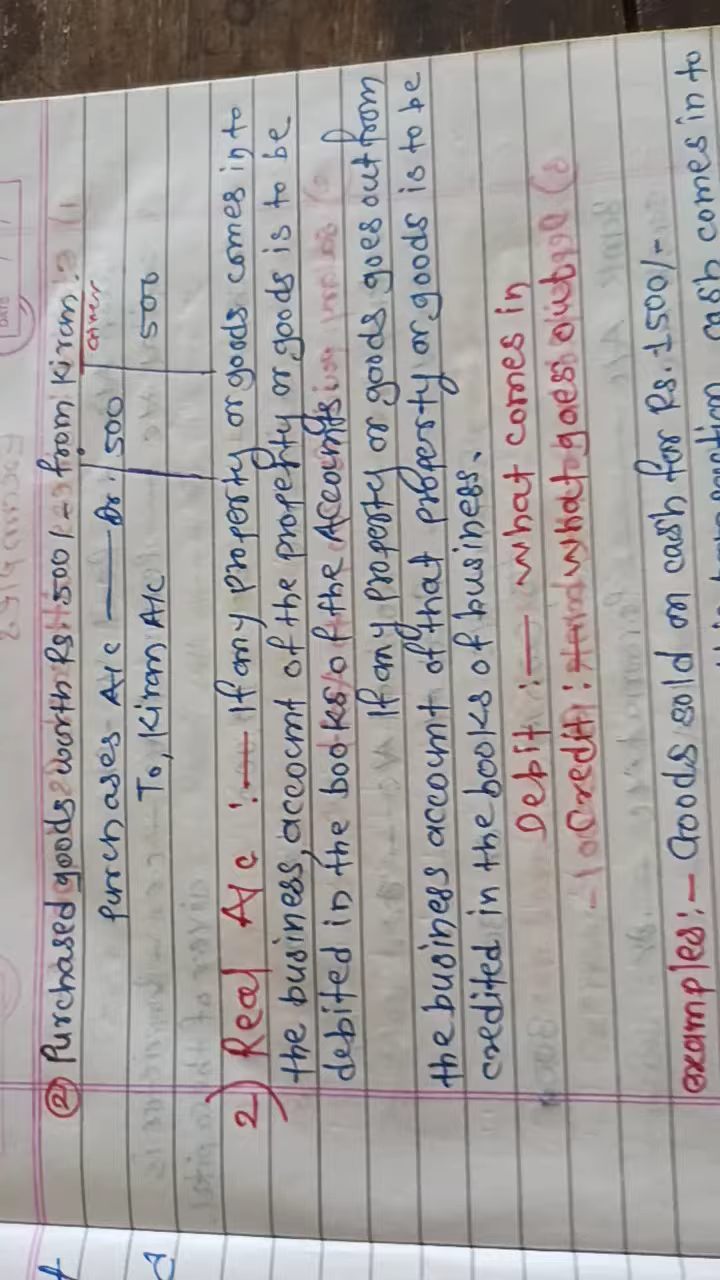 ② Purchased goods worth Rs. 500/- from Kiran.
giver
Purchases A/c —— Dr. 500
To, Kiran A/c 500
2) Real A/c :— If any property or goods comes in to
the business, account of the property or goods is to be
debited in the books of the Accounts.
If any property or goods goes out from
the business account of that property or goods is to be
credited in the books of business.
Debit :— what comes in
Credit : what goes out
examples :— Goods sold on cash for Rs. 1500/-
cash comes in to